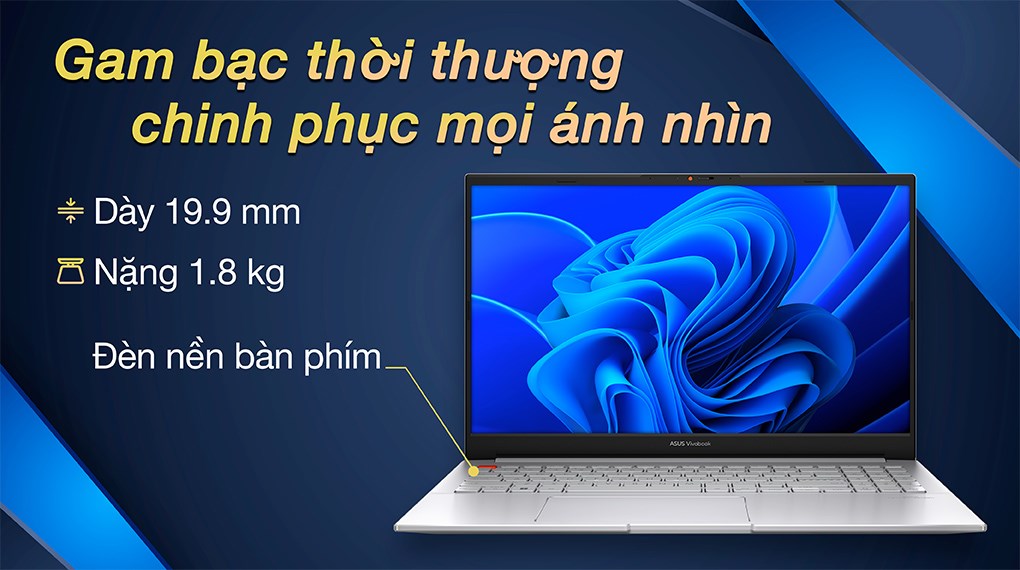 Gam bạc thời thượng
chinh phục mọi ánh nhìn
Dày 19.9 mm
Nặng 1.8 kg
Đèn nền bàn phím
ASUS Vivobook